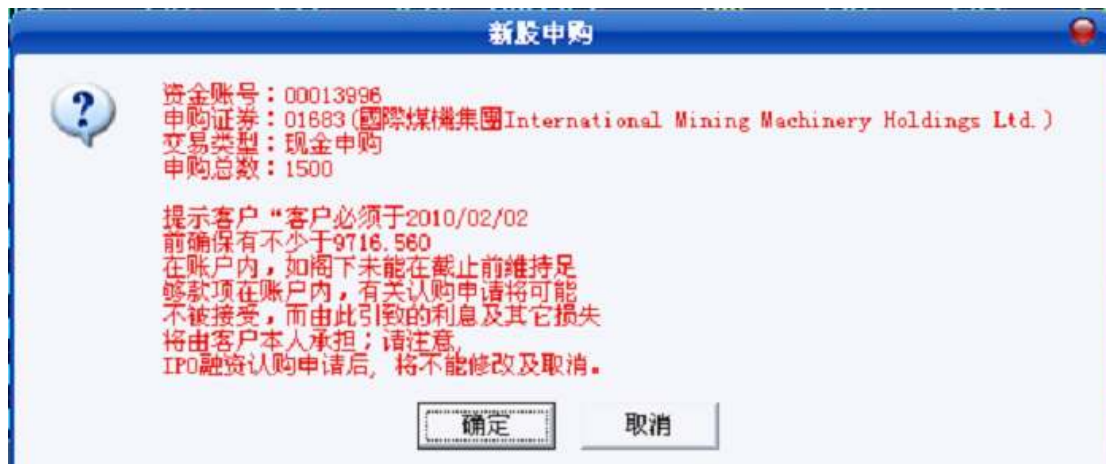 新股申购
资金账号：00013996
申购证券：01683(國際煤機集團International Mining Machinery Holdings Ltd.)
交易类型：现金申购
申购总数：1500
提示客户“客户必须于2010/02/02
前确保有不少于9716.560
在账户内，如阁下未能在截止前維持足
够款项在账户内，有关认购申请将可能
不被接受，而由此引致的利息及其它损失
将由客户本人承担；请注意，
IPO融资认购申请后，将不能修改及取消。
确定
取消